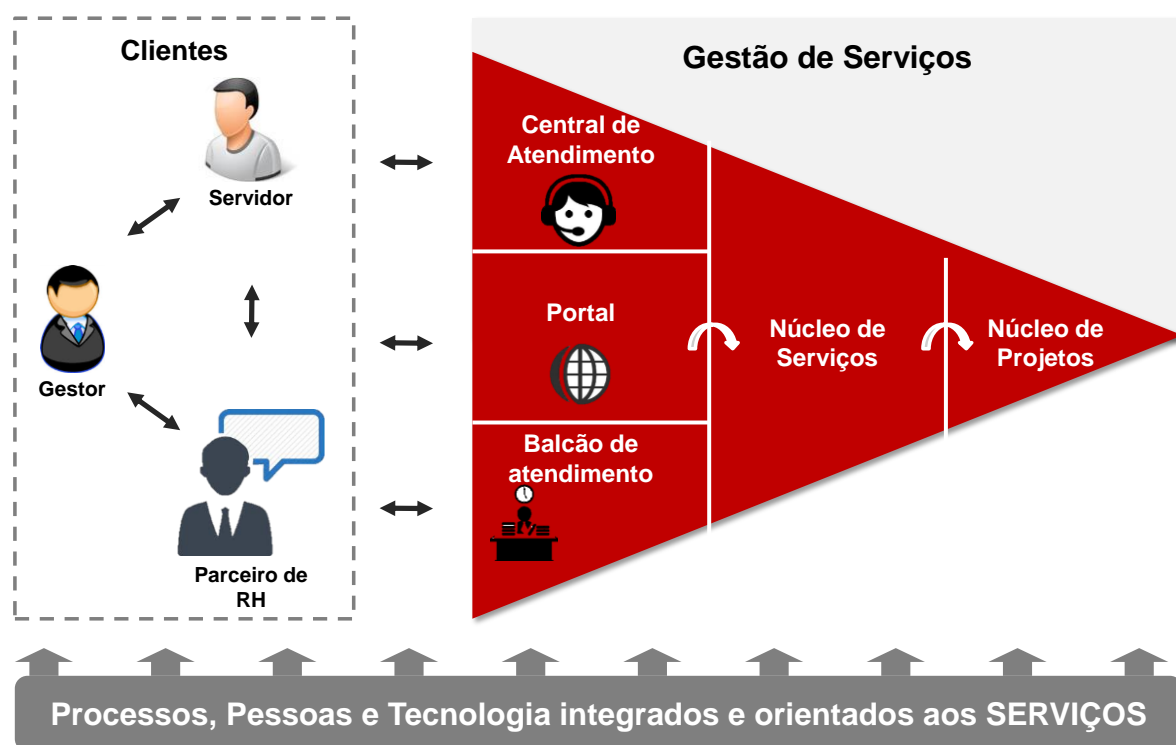 Clientes
Servidor
Gestor
Parceiro de
RH
Gestão de Serviços
Central de
Atendimento
Portal
Balcão de
atendimento
Núcleo de
Serviços
Núcleo de
Projetos
Processos, Pessoas e Tecnologia integrados e orientados aos SERVIÇOS